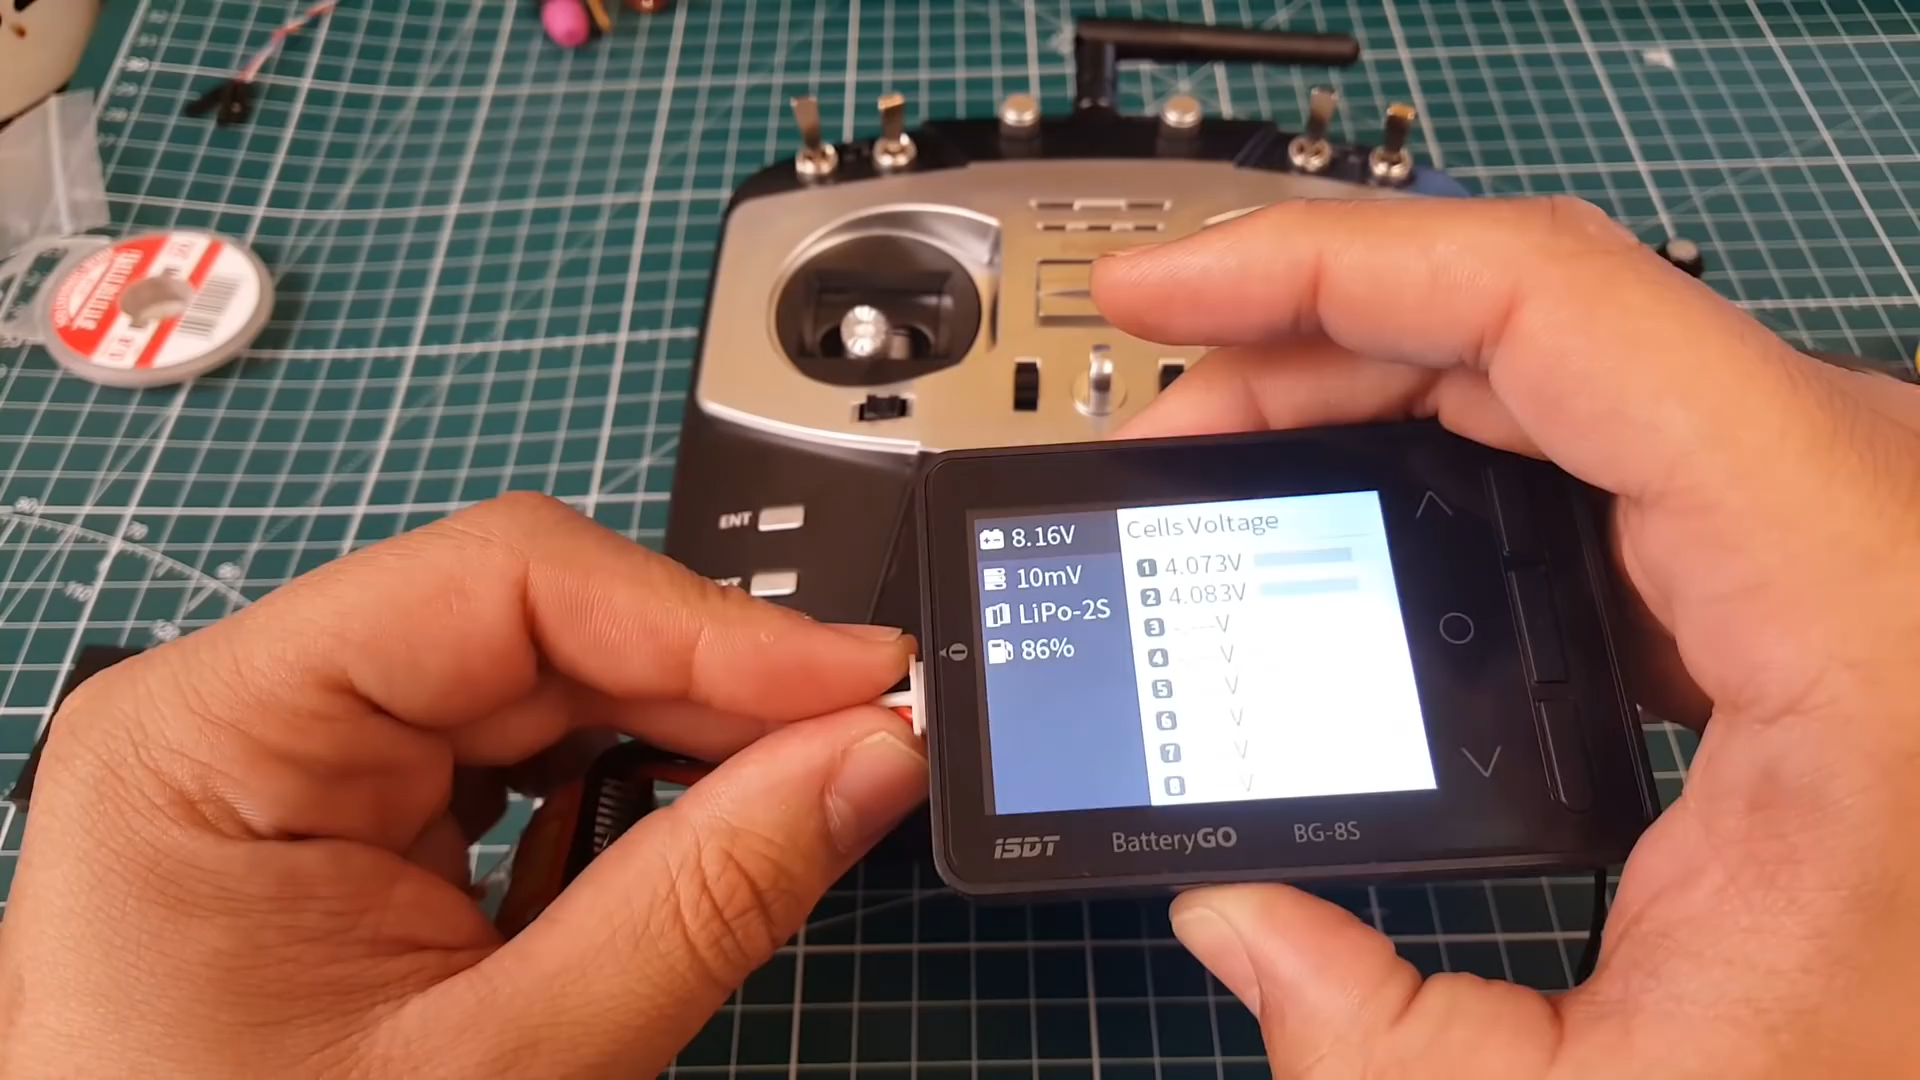 ENT
8.16V
10mV
LiPo-2S
86%
Cells Voltage
1 4.073V
2 4.083V
3 -.---V
4 V
5 V
6 V
7 V
8 V
iSDT
BatteryGO
BG-8S